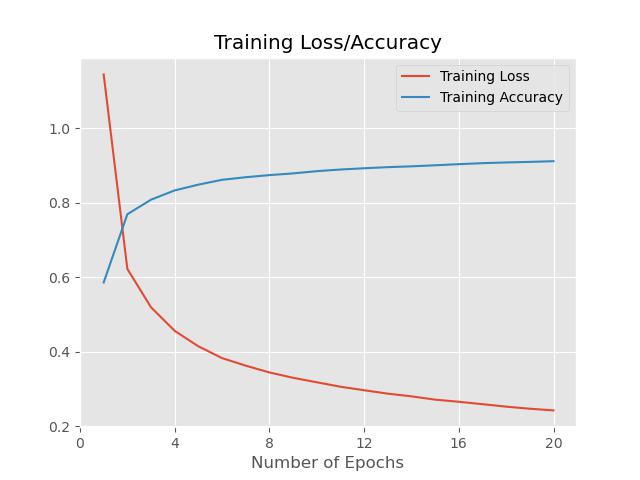 Training Loss/Accuracy
Training Loss
Training Accuracy
1.0
0.8
0.6
0.4
0.2
0 4 8 12 16 20
Number of Epochs